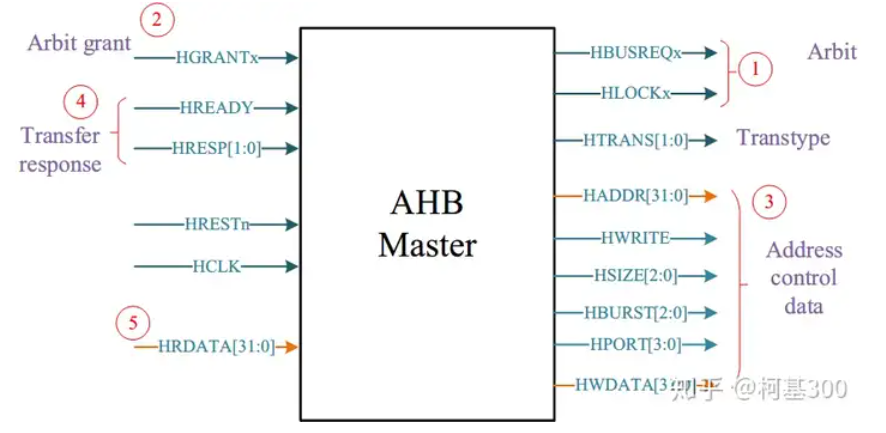 ②
Arbit grant
HGRANTx
④
HREADY
Transfer
response
HRESP[1:0]
HRESTn
HCLK
⑤
HRDATA[31:0]
AHB
Master
HBUSREQx
①
Arbit
HLOCKx
HTRANS[1:0]
Transtype
HADDR[31:0]
③
HWRITE
Address
control
data
HSIZE[2:0]
HBURST[2:0]
HPORT[3:0]
HWDATA[31:0]
知乎 @柯基300